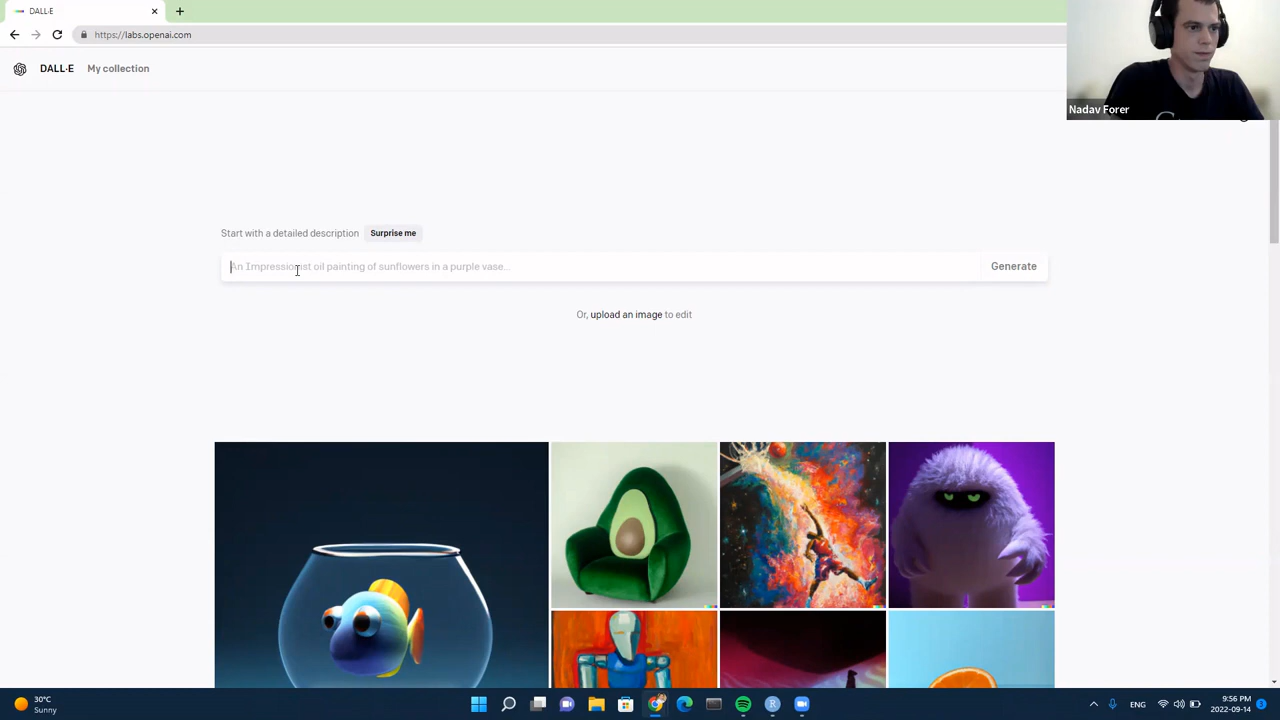 DALL·E
https://labs.openai.com
DALL·E My collection
Nadav Forer
Start with a detailed description Surprise me
An Impressionist oil painting of sunflowers in a purple vase... Generate
Or, upload an image to edit
30°C
Sunny
ENG
9:56 PM
2022-09-14
3